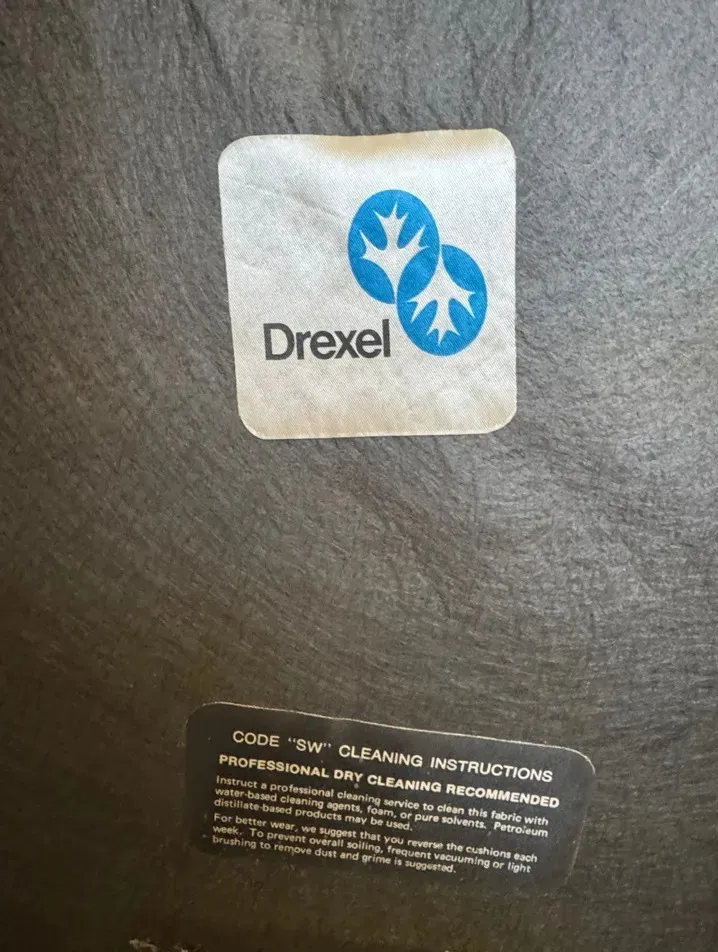 Drexel
CODE "SW" CLEANING INSTRUCTIONS
PROFESSIONAL DRY CLEANING RECOMMENDED
Instruct a professional cleaning service to clean this fabric with
water-based cleaning agents, foam, or pure solvents. Petroleum
distillate-based products may be used.
For better wear, we suggest that you reverse the cushions each
week. To prevent overall soiling, frequent vacuuming or light
brushing to remove dust and grime is suggested.